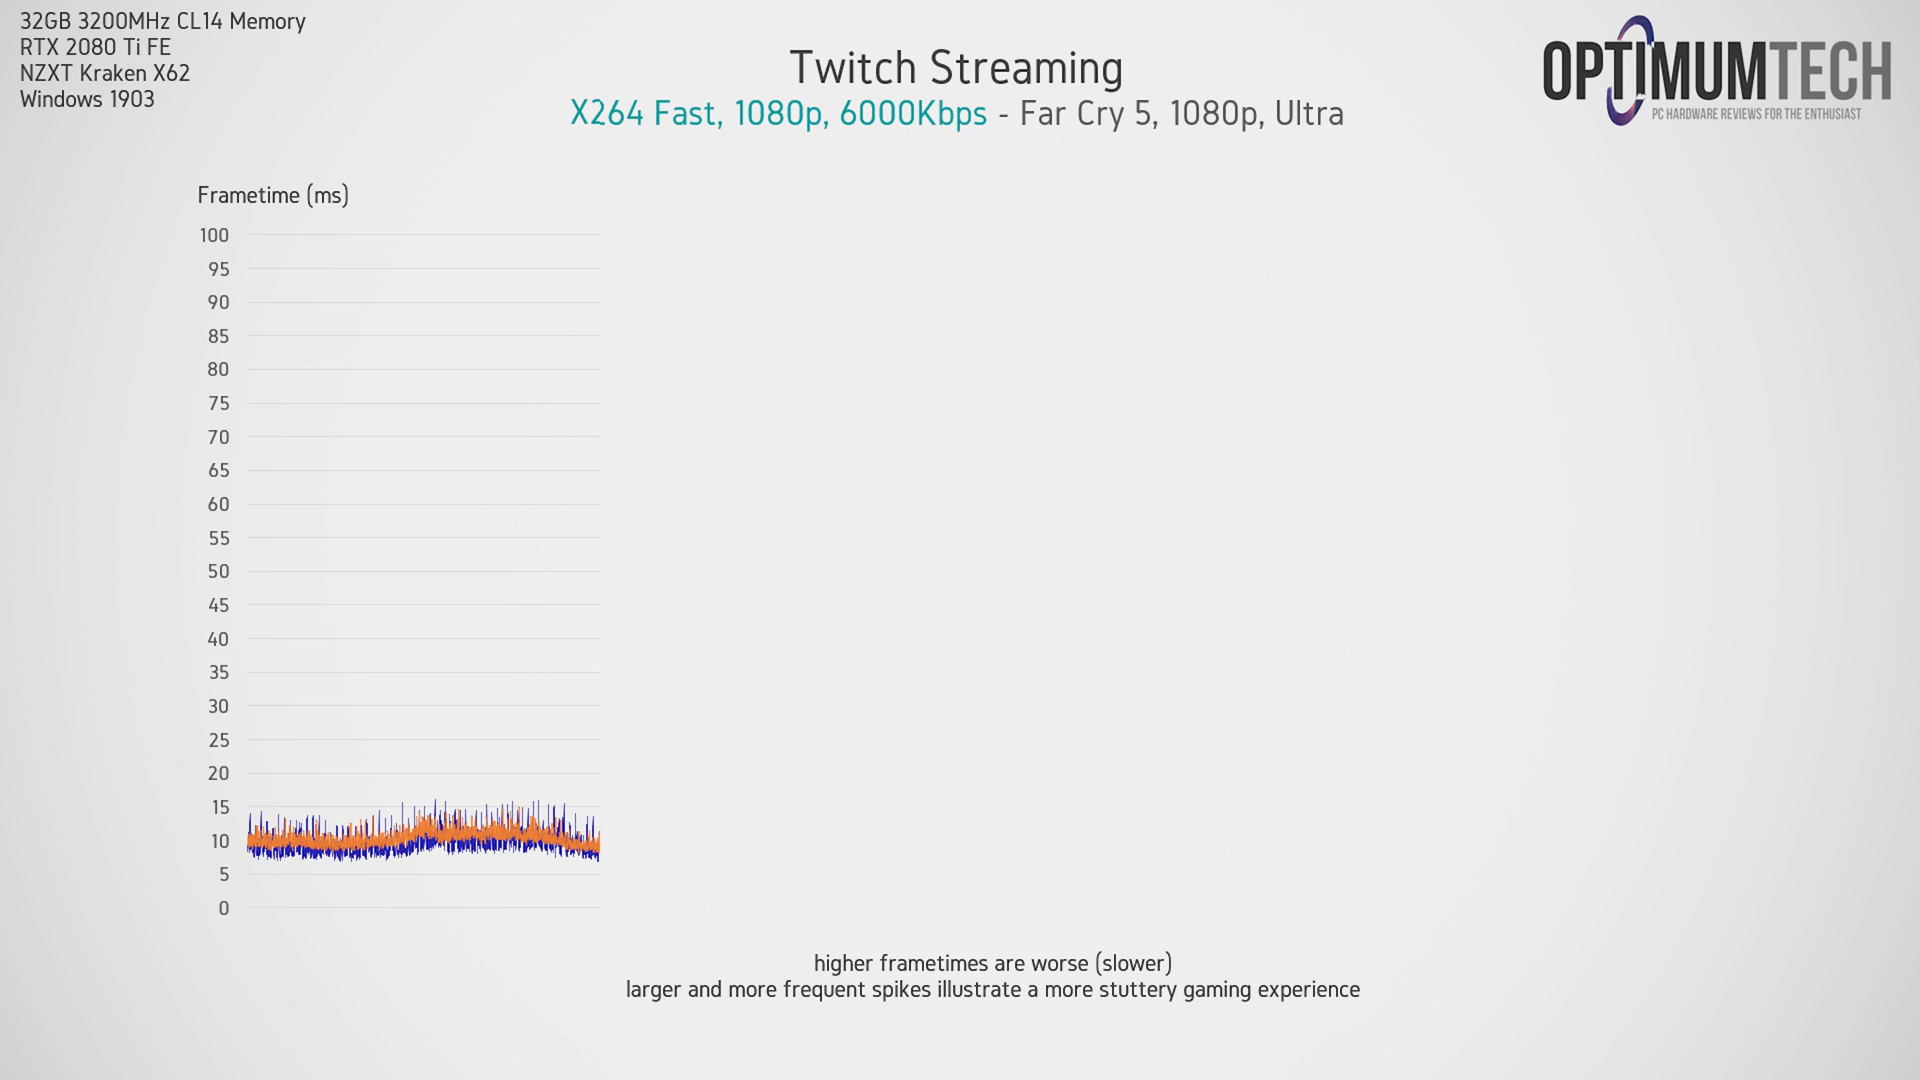 32GB 3200MHz CL14 Memory
RTX 2080 Ti FE
NZXT Kraken X62
Windows 1903
Twitch Streaming
X264 Fast, 1080p, 6000Kbps - Far Cry 5, 1080p, Ultra
OPTIMUMTECH
PC HARDWARE REVIEWS FOR THE ENTHUSIAST
Frametime (ms)
100
95
90
85
80
75
70
65
60
55
50
45
40
35
30
25
20
15
10
5
0
higher frametimes are worse (slower)
larger and more frequent spikes illustrate a more stuttery gaming experience